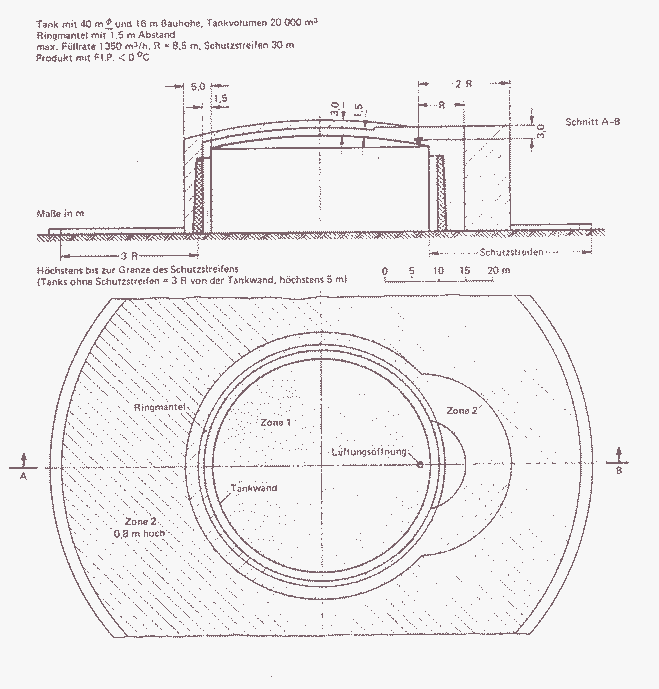 Tank mit 40 m ⌀ und 16 m Bauhöhe, Tankvolumen 20 000 m³
Ringmantel mit 1,5 m Abstand
max. Füllrate 1350 m³/h, R = 8,5 m, Schutzstreifen 30 m
Produkt mit Fl.P. < 0 °C
5,0
1,5
3,0
1,5
2 R
R
3,0
Schnitt A–B
Maße in m
3 R
Schutzstreifen
Höchstens bis zur Grenze des Schutzstreifens
(Tanks ohne Schutzstreifen = 3 R von der Tankwand, höchstens 5 m)
0 5 10 15 20 m
Ringmantel
Zone 1
Zone 2
Lüftungsöffnung
A
B
Tankwand
Zone 2
0,8 m hoch